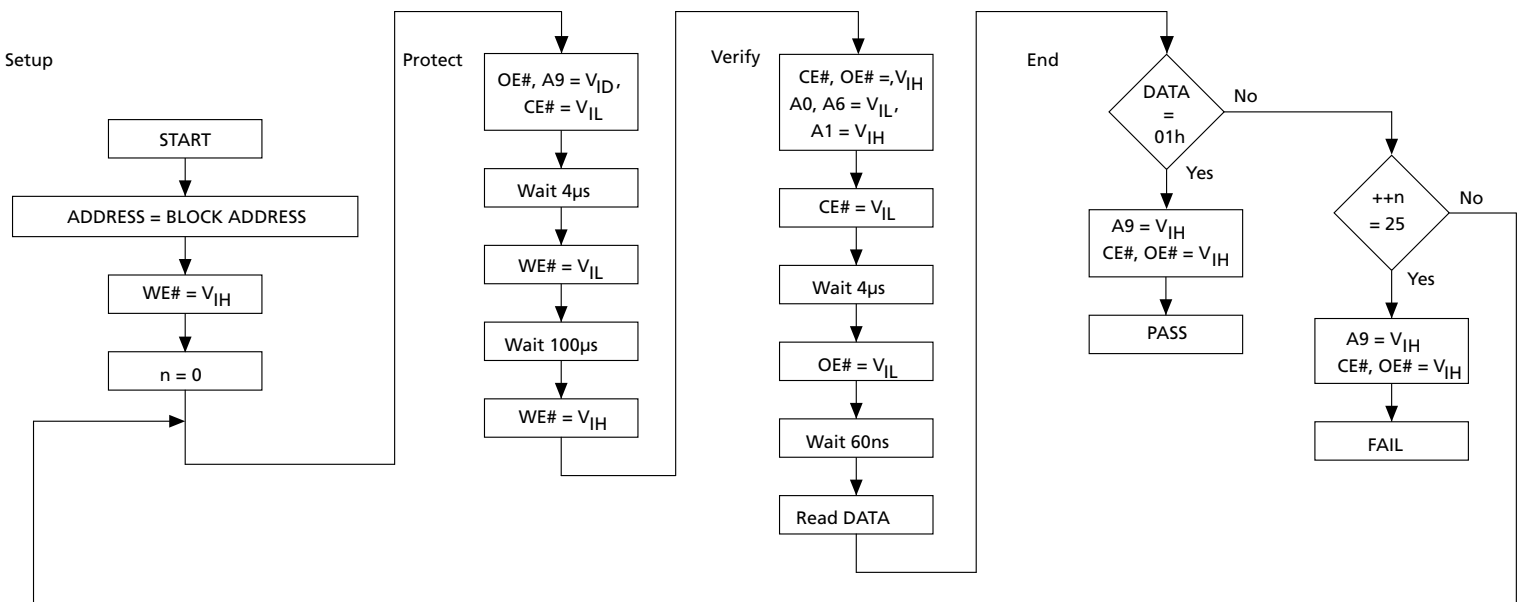 Setup
START
ADDRESS = BLOCK ADDRESS
WE# = VIH
n = 0
Protect
OE#, A9 = VID,
CE# = VIL
Wait 4µs
WE# = VIL
Wait 100µs
WE# = VIH
Verify
CE#, OE# =,VIH
A0, A6 = VIL,
A1 = VIH
CE# = VIL
Wait 4µs
OE# = VIL
Wait 60ns
Read DATA
End
DATA
=
01h
No
Yes
A9 = VIH
CE#, OE# = VIH
PASS
++n
= 25
No
Yes
A9 = VIH
CE#, OE# = VIH
FAIL